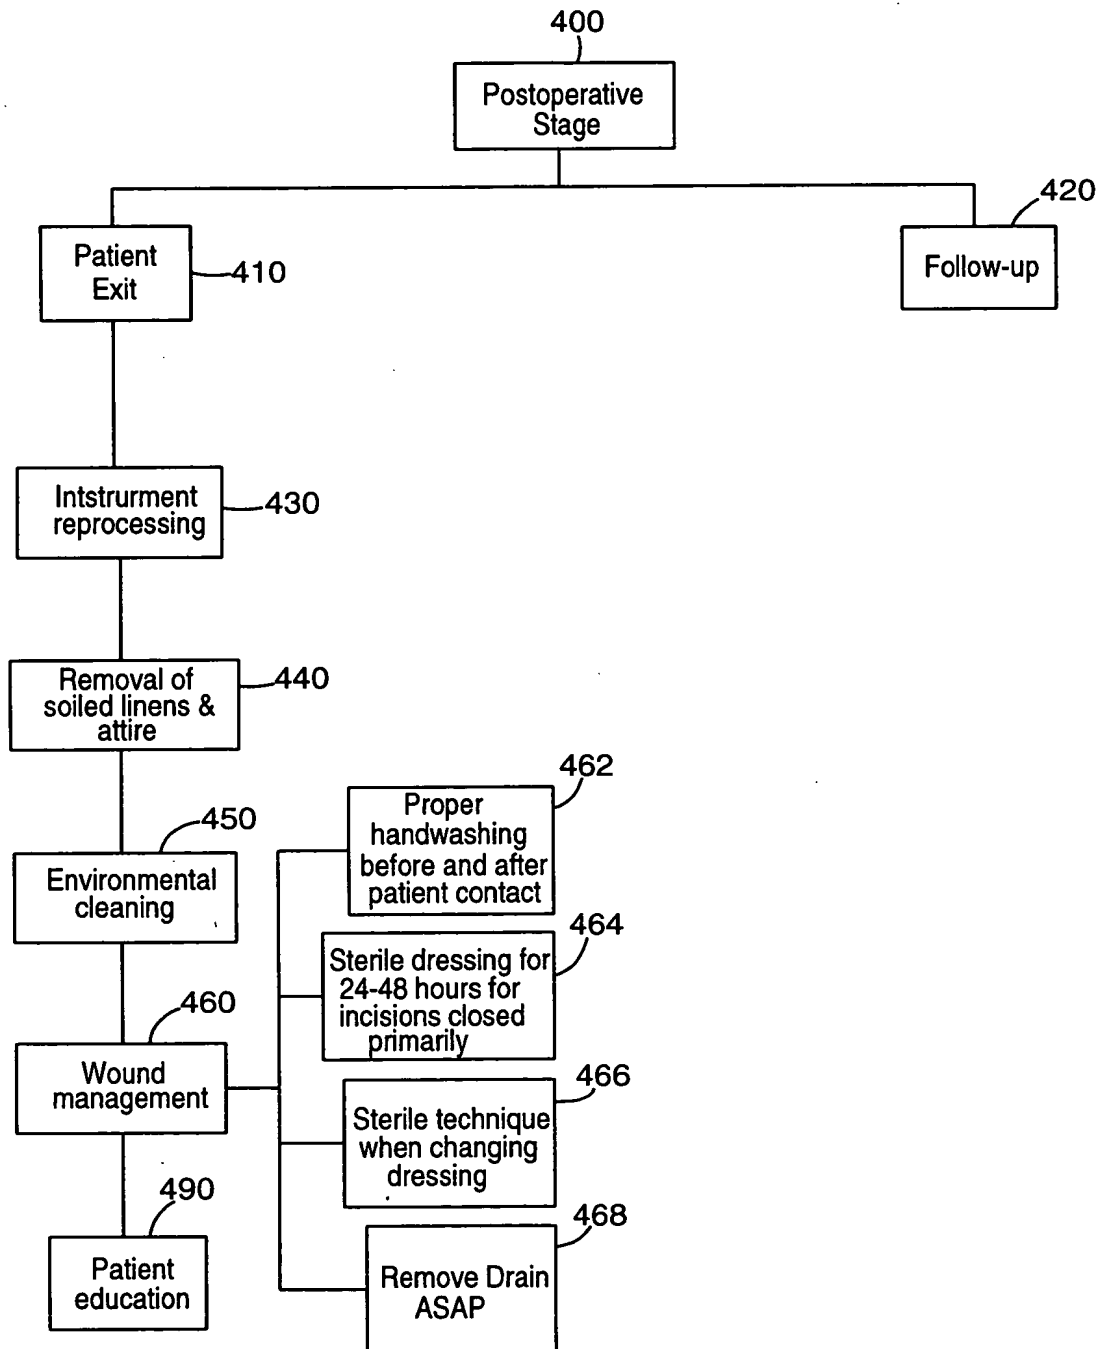 400
Postoperative
Stage
420
Patient
Exit
410
Follow-up
Intstrurment
reprocessing
430
Removal of
soiled linens &
attire
440
450
Environmental
cleaning
460
Wound
management
462
Proper
handwashing
before and after
patient contact
464
Sterile dressing for
24-48 hours for
incisions closed
primarily
466
Sterile technique
when changing
dressing
468
Remove Drain
ASAP
490
Patient
education